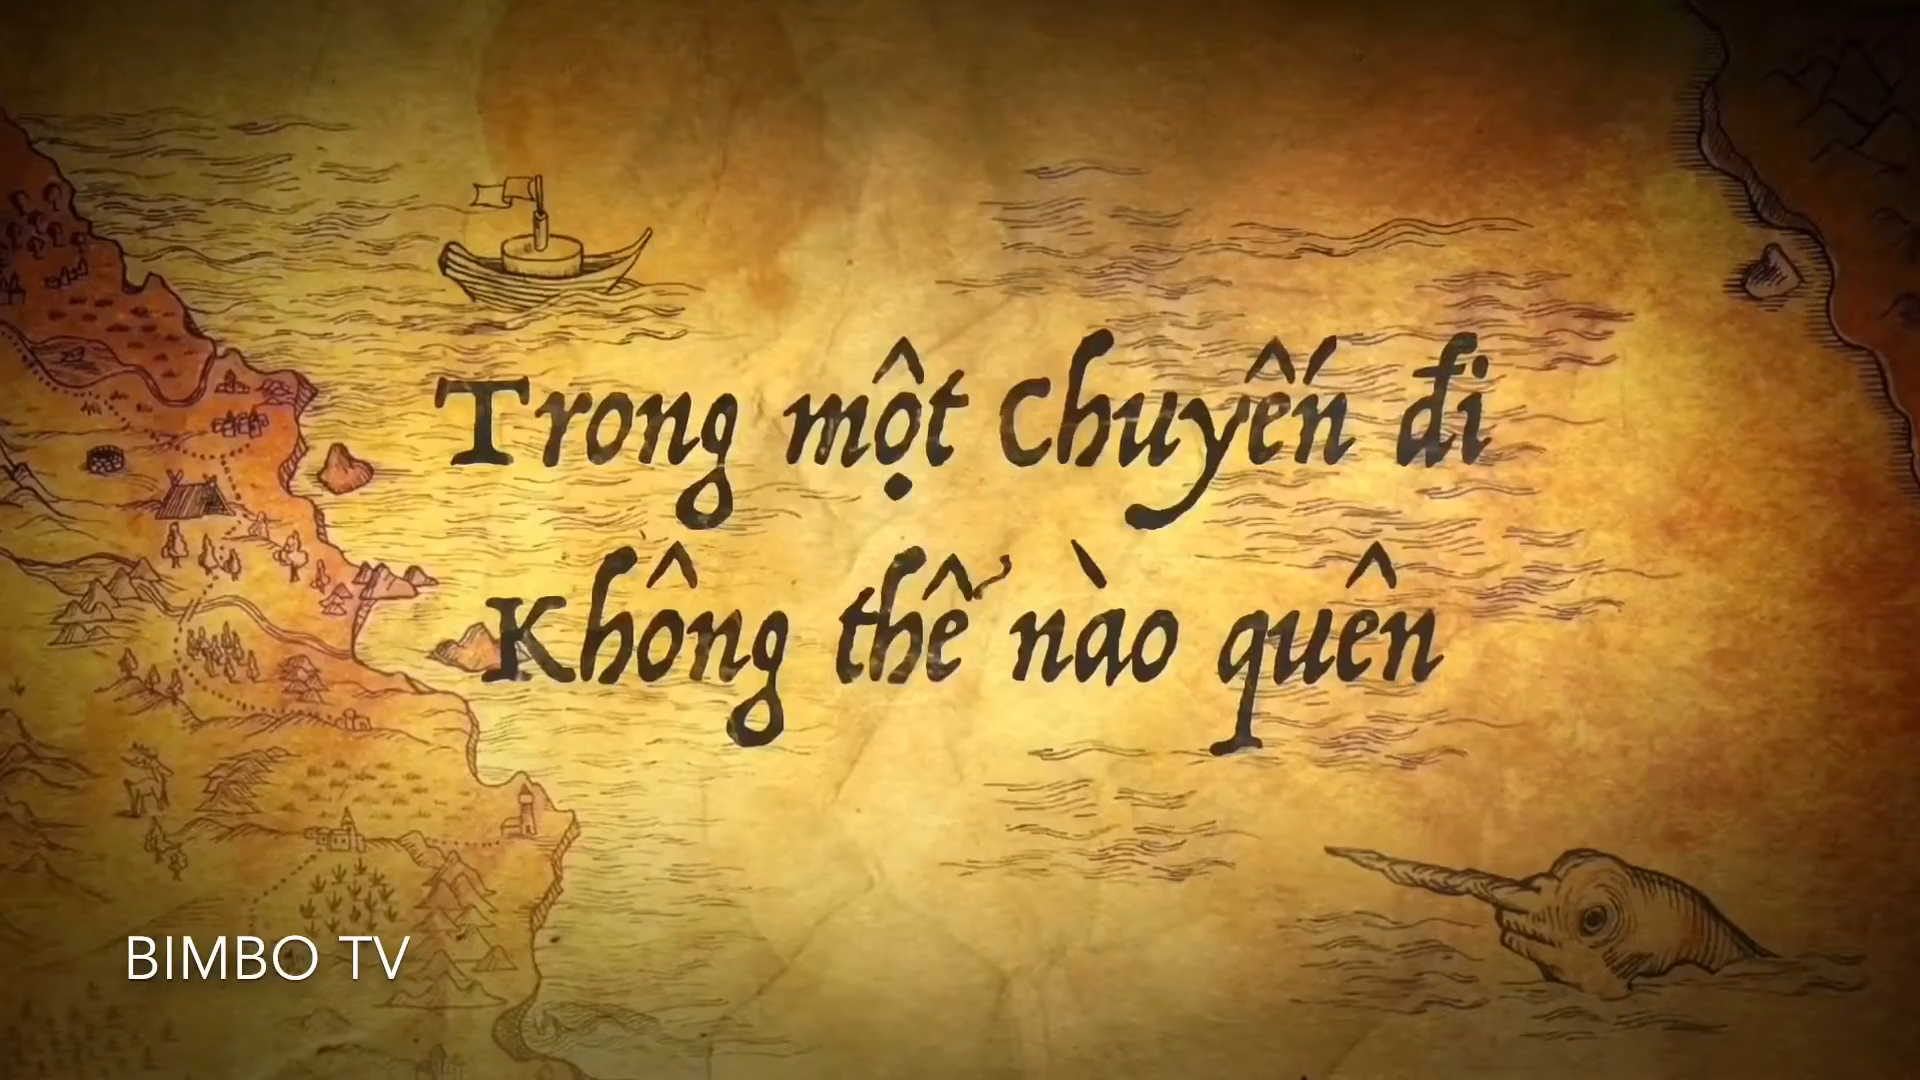 Trong một Chuyến đi
Không thể nào quên
BIMBO TV